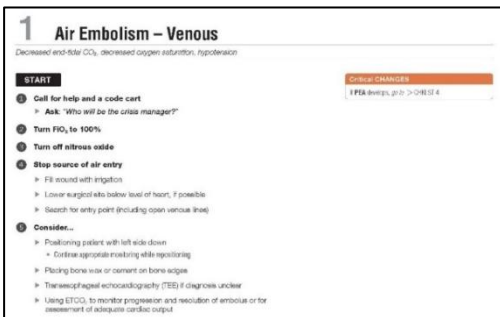 1 Air Embolism – Venous
Decreased end-tidal CO₂, decreased oxygen saturation, hypotension
START
1 Call for help and a code cart
▶ Ask: "Who will be the crisis manager?"
2 Turn FiO₂ to 100%
3 Turn off nitrous oxide
4 Stop source of air entry
▶ Fill wound with irrigation
▶ Lower surgical site below level of heart, if possible
▶ Search for entry point (including open venous lines)
5 Consider...
▶ Positioning patient with left side down
• Continue appropriate monitoring while repositioning
▶ Placing bone wax or cement on bone edges
▶ Transesophageal echocardiography (TEE) if diagnosis unclear
▶ Using ETCO₂ to monitor progression and resolution of embolus or for
assessment of adequate cardiac output
Critical CHANGES
If PEA develops, go to > CHKLST 4